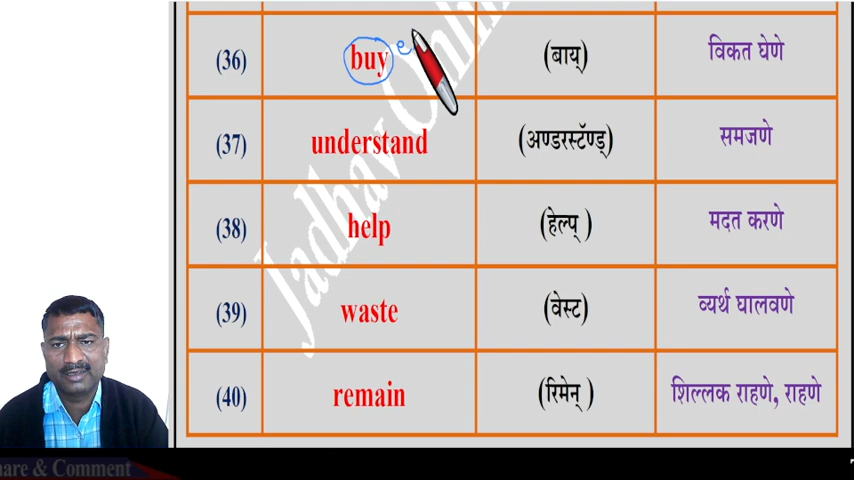 (36) buy (बाय्) विकत घेणे
(37) understand (अण्डरस्टॅण्ड्) समजणे
(38) help (हेल्प् ) मदत करणे
(39) waste (वेस्ट) व्यर्थ घालवणे
(40) remain (रिमेन् ) शिल्लक राहणे, राहणे
Jadhav Online
hare & Comment